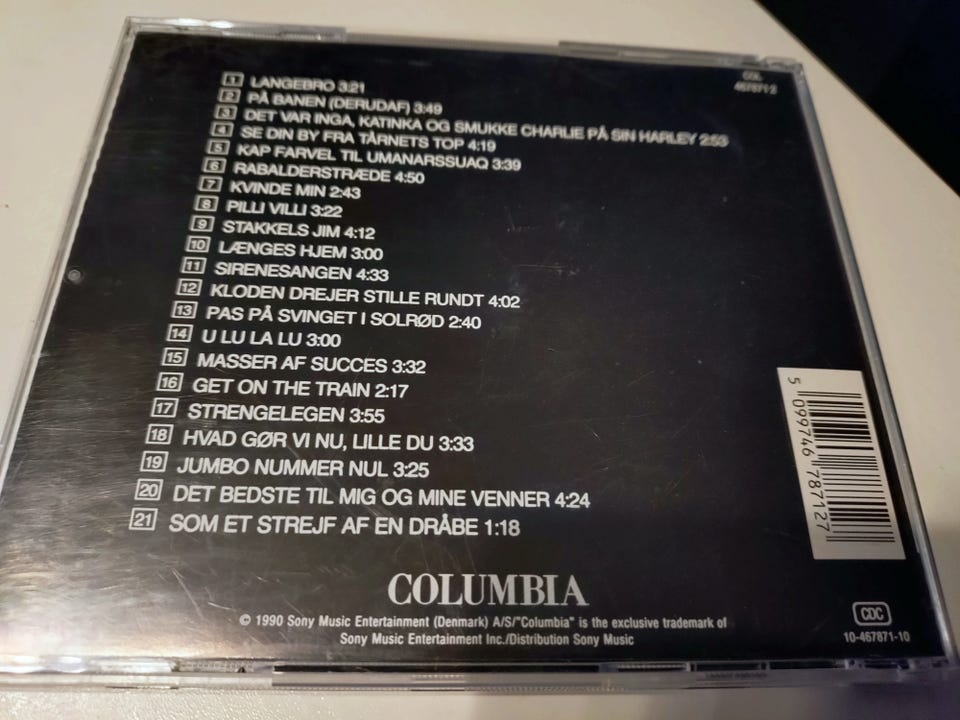 COL
467871 2
1 LANGEBRO 3:21
2 PÅ BANEN (DERUDAF) 3:49
3 DET VAR INGA, KATINKA OG SMUKKE CHARLIE PÅ SIN HARLEY 2:53
4 SE DIN BY FRA TÅRNETS TOP 4:19
5 KAP FARVEL TIL UMANARSSUAQ 3:39
6 RABALDERSTRÆDE 4:50
7 KVINDE MIN 2:43
8 PILLI VILLI 3:22
9 STAKKELS JIM 4:12
10 LÆNGES HJEM 3:00
11 SIRENESANGEN 4:33
12 KLODEN DREJER STILLE RUNDT 4:02
13 PAS PÅ SVINGET I SOLRØD 2:40
14 U LU LA LU 3:00
15 MASSER AF SUCCES 3:32
16 GET ON THE TRAIN 2:17
17 STRENGELEGEN 3:55
18 HVAD GØR VI NU, LILLE DU 3:33
19 JUMBO NUMMER NUL 3:25
20 DET BEDSTE TIL MIG OG MINE VENNER 4:24
21 SOM ET STREJF AF EN DRÅBE 1:18
5 099746 787127
COLUMBIA
© 1990 Sony Music Entertainment (Denmark) A/S/"Columbia" is the exclusive trademark of
Sony Music Entertainment Inc./Distribution Sony Music
CDC
10-467871-10